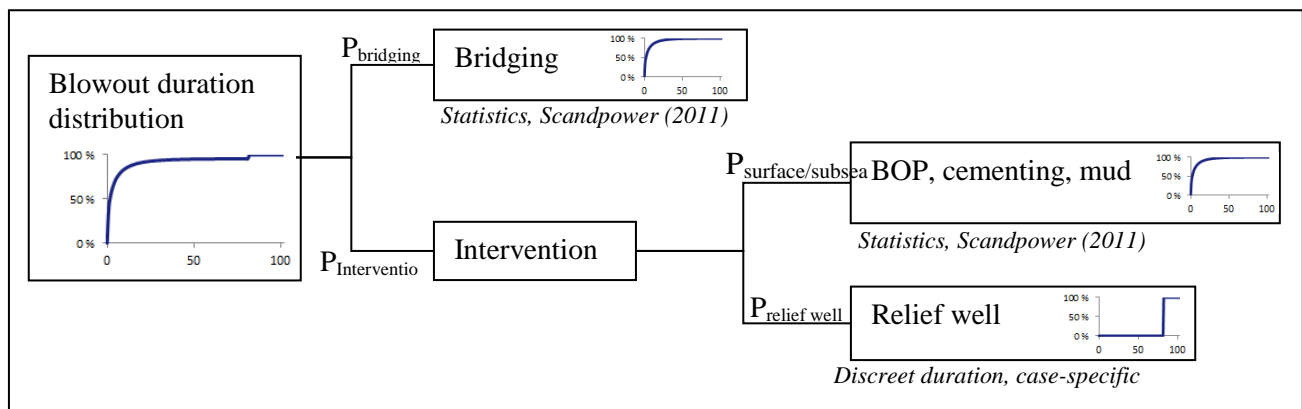 Blowout duration
distribution
100 %
50 %
0 %
0 50 100
P_bridging
Bridging
100 %
50 %
0 %
0 50 100
Statistics, Scandpower (2011)
P_Interventio
Intervention
P_surface/subsea
BOP, cementing, mud
100 %
50 %
0 %
0 50 100
Statistics, Scandpower (2011)
P_relief well
Relief well
100 %
50 %
0 %
0 50 100
Discreet duration, case-specific